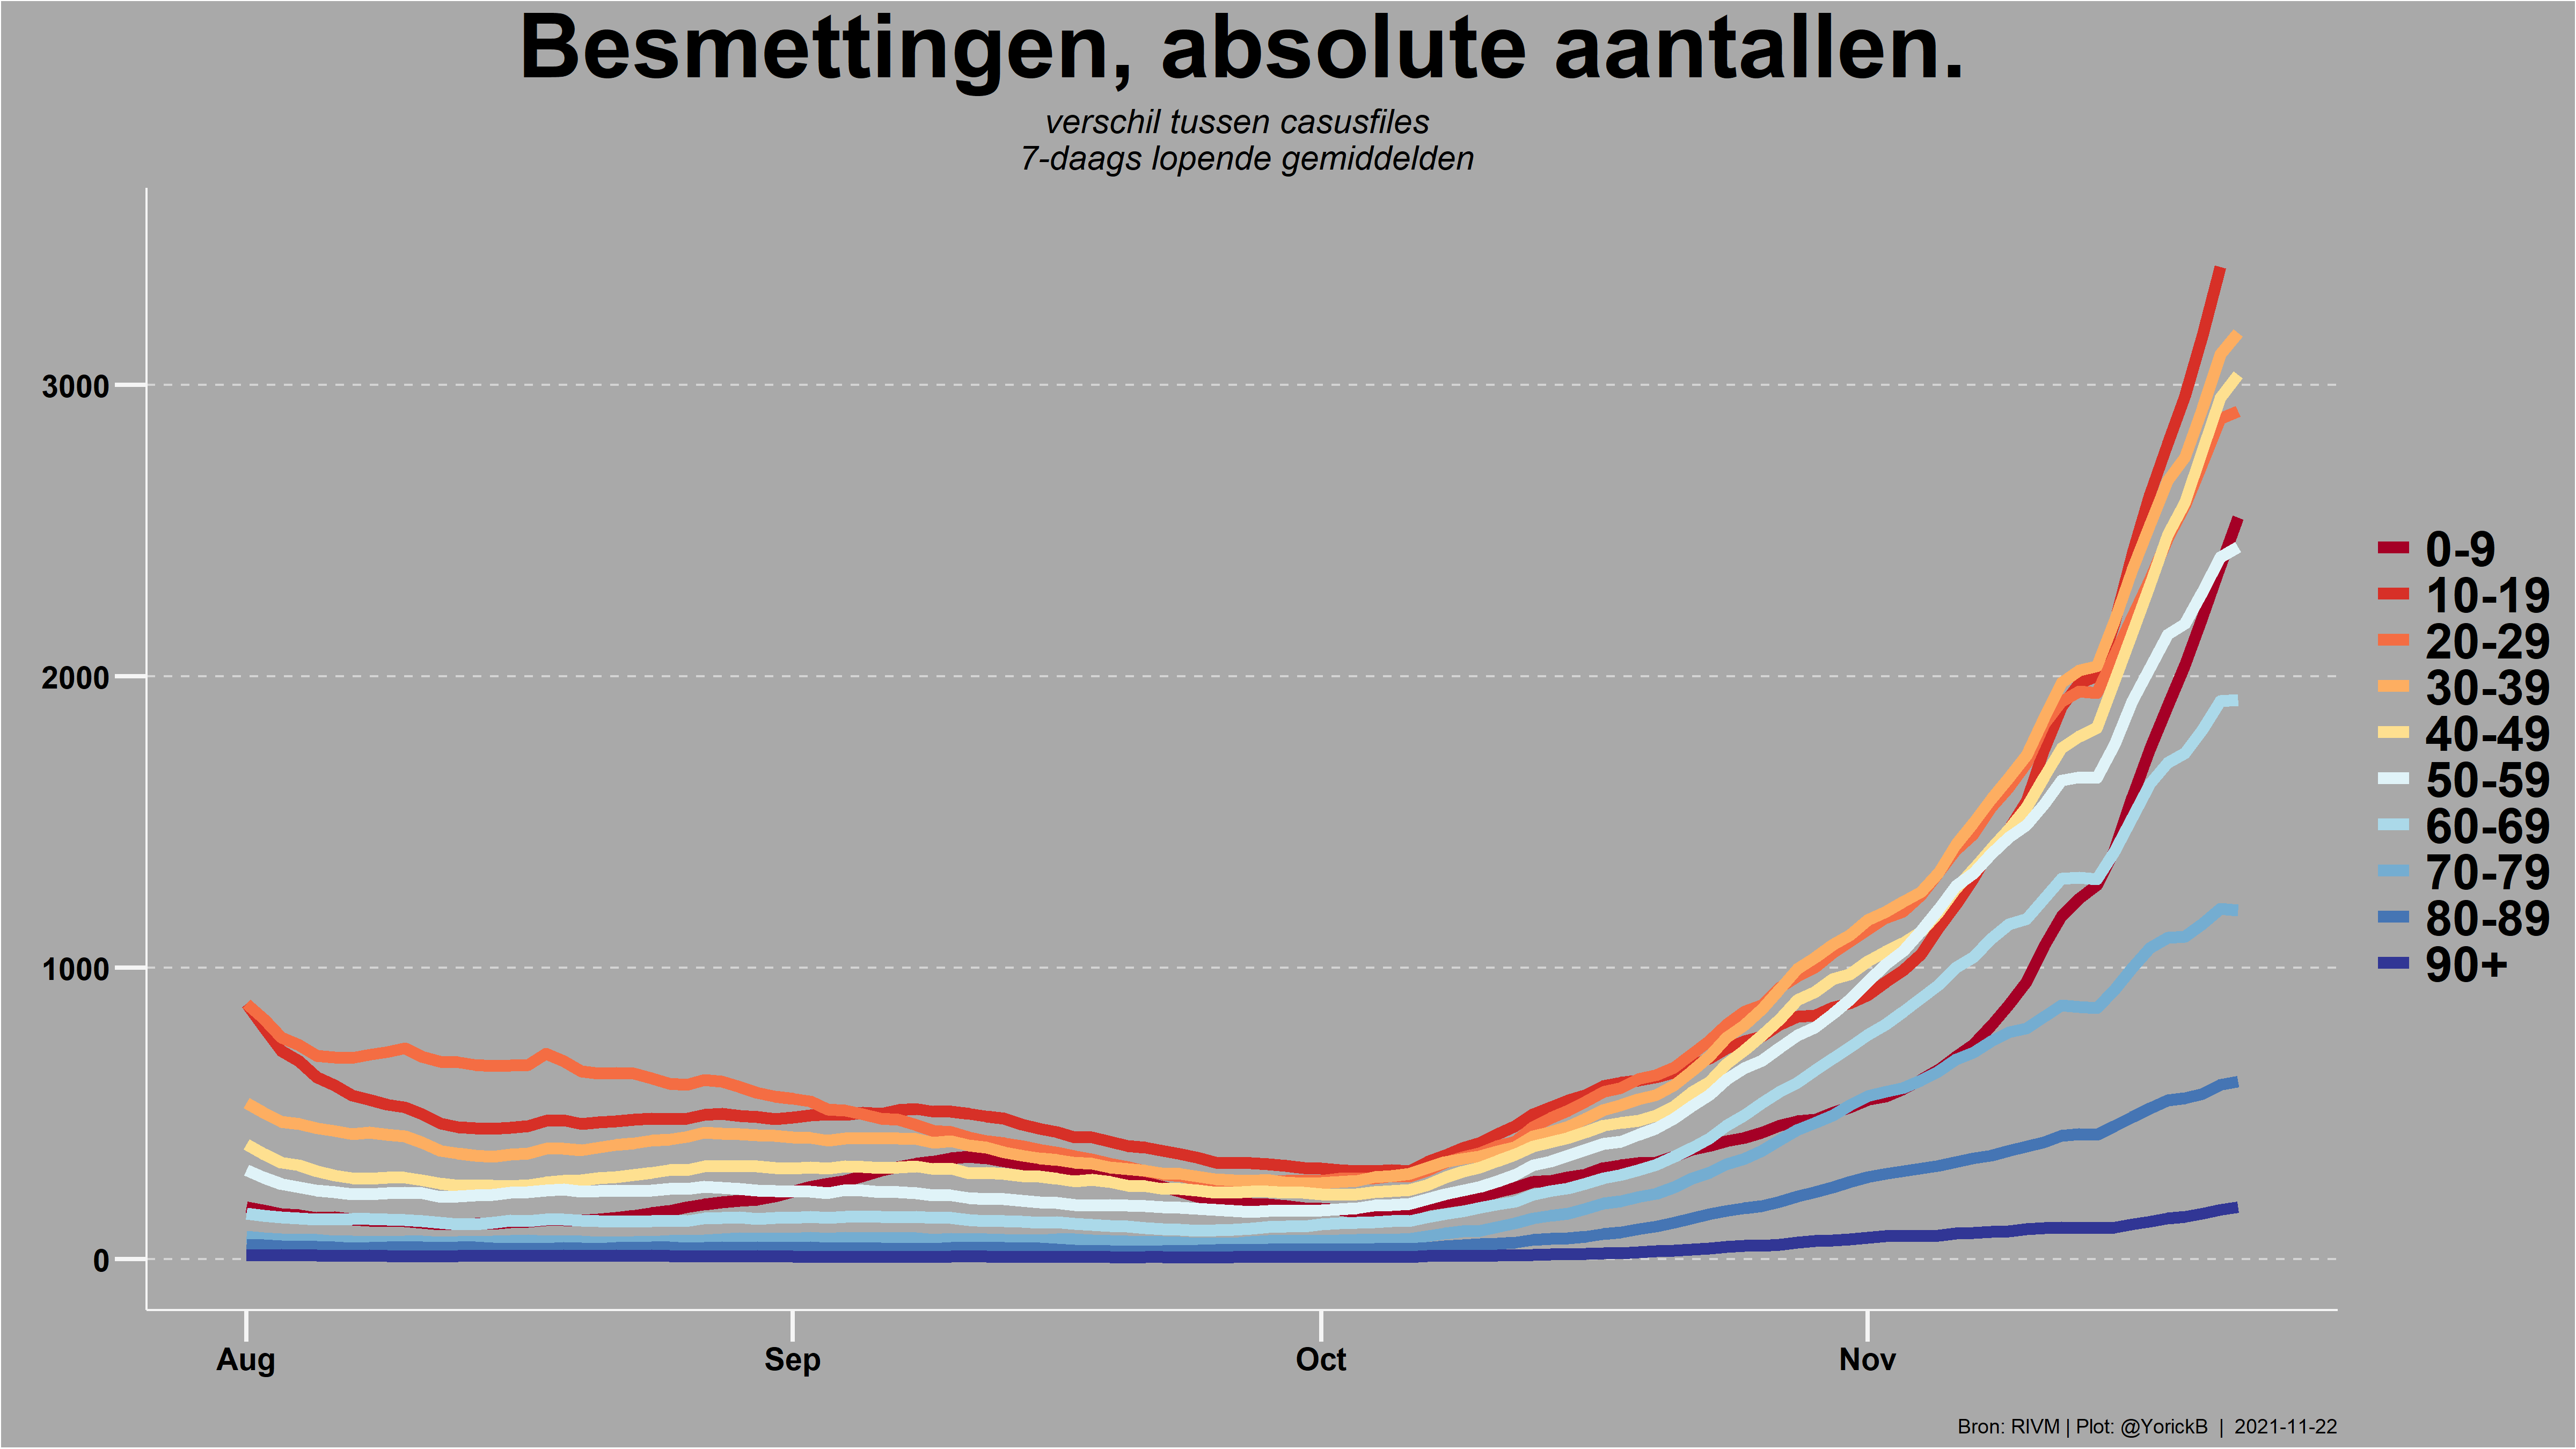 Besmettingen, absolute aantallen.
verschil tussen casusfiles
7-daags lopende gemiddelden
3000
2000
1000
0
Aug
Sep
Oct
Nov
0-9
10-19
20-29
30-39
40-49
50-59
60-69
70-79
80-89
90+
Bron: RIVM | Plot: @YorickB | 2021-11-22